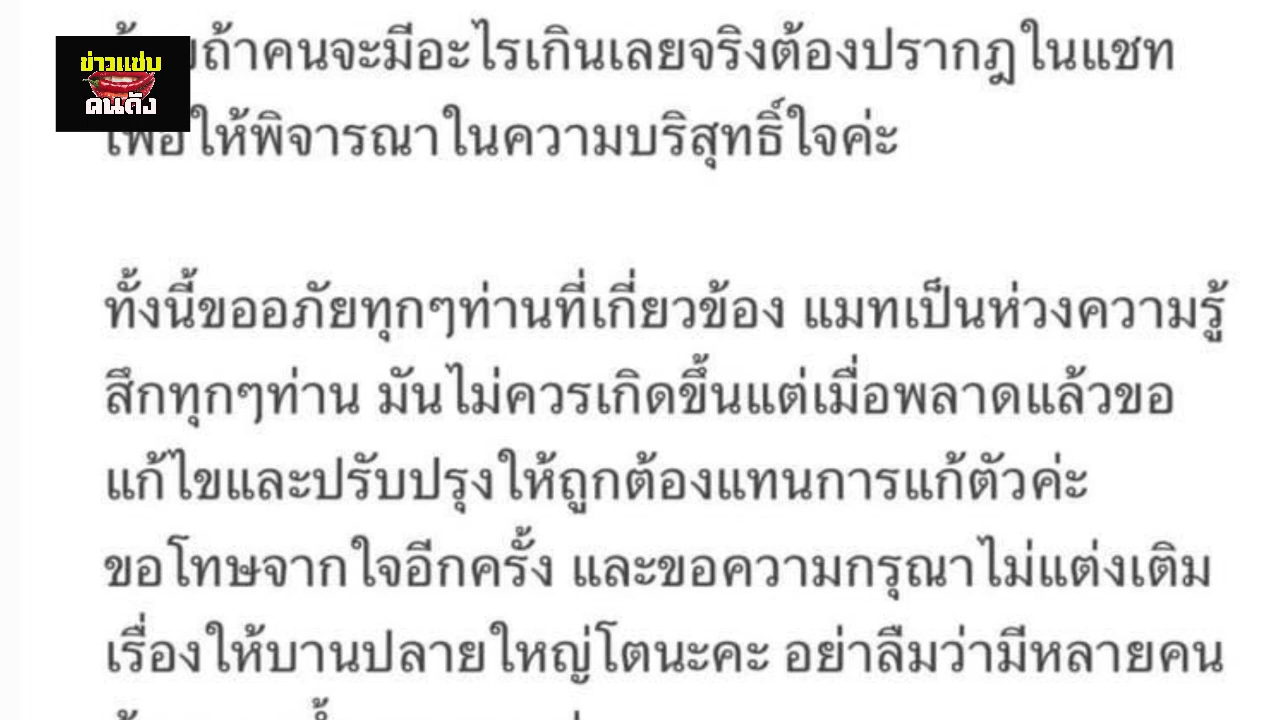 ข่าวแซ่บ
คนดัง
ถ้าคนจะมีอะไรเกินเลยจริงต้องปรากฏในแชท
เพื่อให้พิจารณาในความบริสุทธิ์ใจค่ะ
ทั้งนี้ขออภัยทุกๆท่านที่เกี่ยวข้อง แมทเป็นห่วงความรู้
สึกทุกๆท่าน มันไม่ควรเกิดขึ้นแต่เมื่อพลาดแล้วขอ
แก้ไขและปรับปรุงให้ถูกต้องแทนการแก้ตัวค่ะ
ขอโทษจากใจอีกครั้ง และขอความกรุณาไม่แต่งเติม
เรื่องให้บานปลายใหญ่โตนะคะ อย่าลืมว่ามีหลายคน